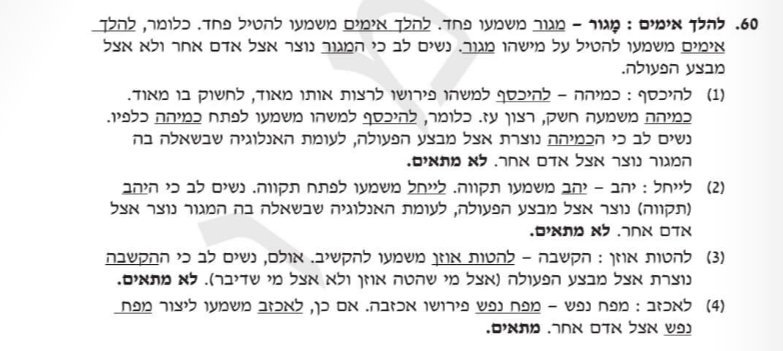 60. להלך אימים : מָגור – מגור משמעו פחד. להלך אימים משמעו להטיל פחד. כלומר, להלך
אימים משמעו להטיל על מישהו מגור. נשים לב כי המגור נוצר אצל אדם אחר ולא אצל
מבצע הפעולה.
(1) להיכסף : כמיהה – להיכסף למשהו פירושו לרצות אותו מאוד, לחשוק בו מאוד.
כמיהה משמעה חשק, רצון עז. כלומר, להיכסף למשהו משמעו לפתח כמיהה כלפיו.
נשים לב כי הכמיהה נוצרת אצל מבצע הפעולה, לעומת האנלוגיה שבשאלה בה
המגור נוצר אצל אדם אחר. לא מתאים.
(2) לייחל : יהב – יהב משמעו תקווה. לייחל משמעו לפתח תקווה. נשים לב כי היהב
(תקווה) נוצר אצל מבצע הפעולה, לעומת האנלוגיה שבשאלה בה המגור נוצר אצל
אדם אחר. לא מתאים.
(3) להטות אוזן : הקשבה – להטות אוזן משמעו להקשיב. אולם, נשים לב כי ההקשבה
נוצרת אצל מבצע הפעולה (אצל מי שהטה אוזן ולא אצל מי שדיבר). לא מתאים.
(4) לאכזב : מפח נפש – מפח נפש פירושו אכזבה. אם כן, לאכזב משמעו ליצור מפח
נפש אצל אדם אחר. מתאים.